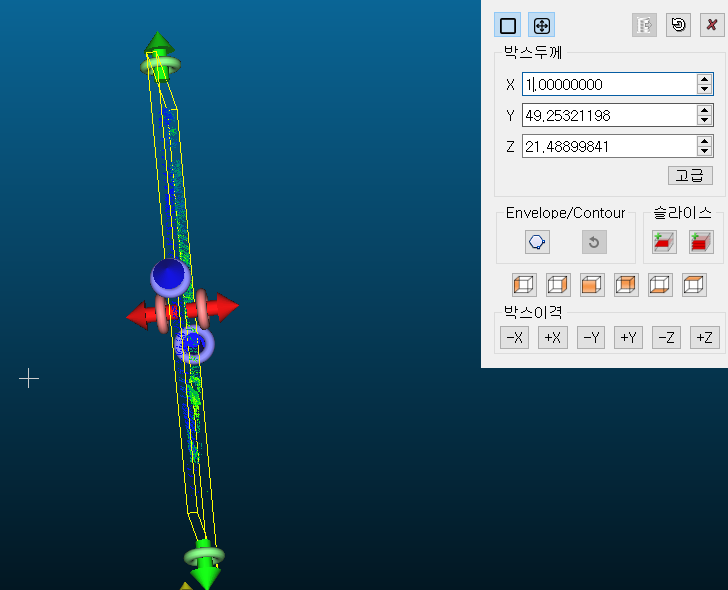 박스두께
X 1.00000000
Y 49.25321198
Z 21.48899841
고급
Envelope/Contour 슬라이스
박스이격
-X +X -Y +Y -Z +Z